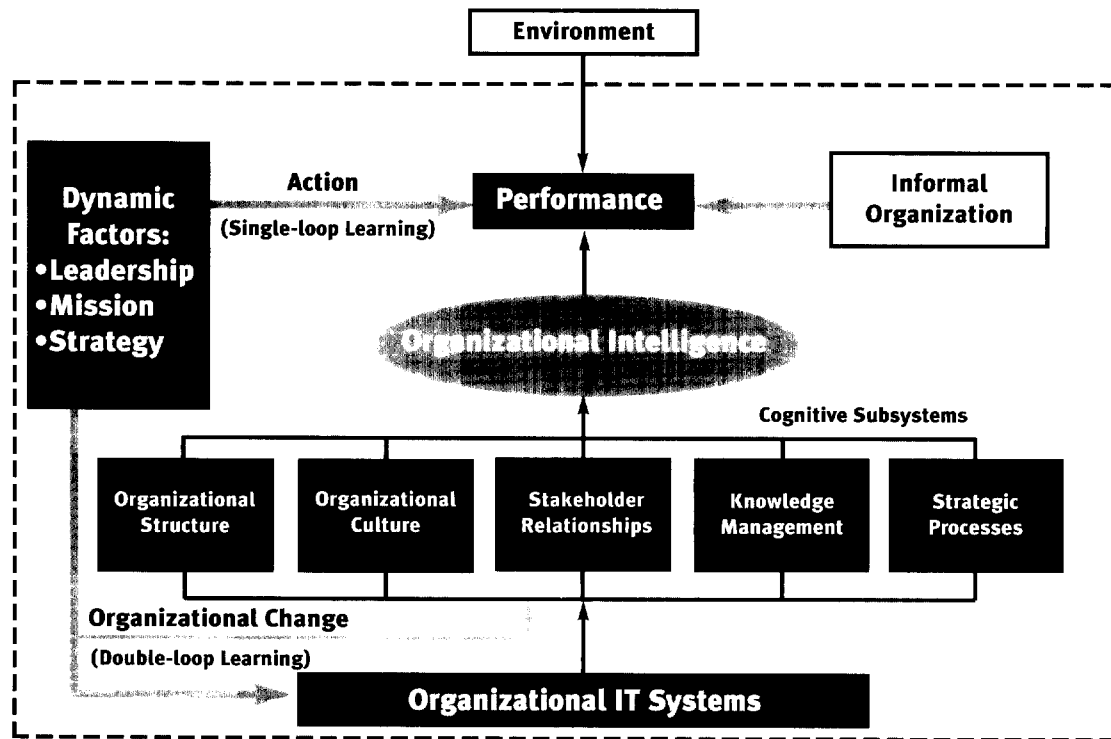 Environment
Dynamic
Factors:
•Leadership
•Mission
•Strategy
Action
(Single-loop Learning)
Performance
Informal
Organization
Organizational Intelligence
Cognitive Subsystems
Organizational
Structure
Organizational
Culture
Stakeholder
Relationships
Knowledge
Management
Strategic
Processes
Organizational Change
(Double-loop Learning)
Organizational IT Systems